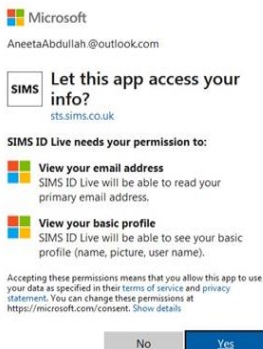 Microsoft
AneetaAbdullah @outlook.com
SIMS
Let this app access your
info?
sts.sims.co.uk
SIMS ID Live needs your permission to:
View your email address
SIMS ID Live will be able to read your
primary email address.
View your basic profile
SIMS ID Live will be able to see your basic
profile (name, picture, user name).
Accepting these permissions means that you allow this app to use
your data as specified in their terms of service and privacy
statement. You can change these permissions at
https://microsoft.com/consent. Show details
No
Yes